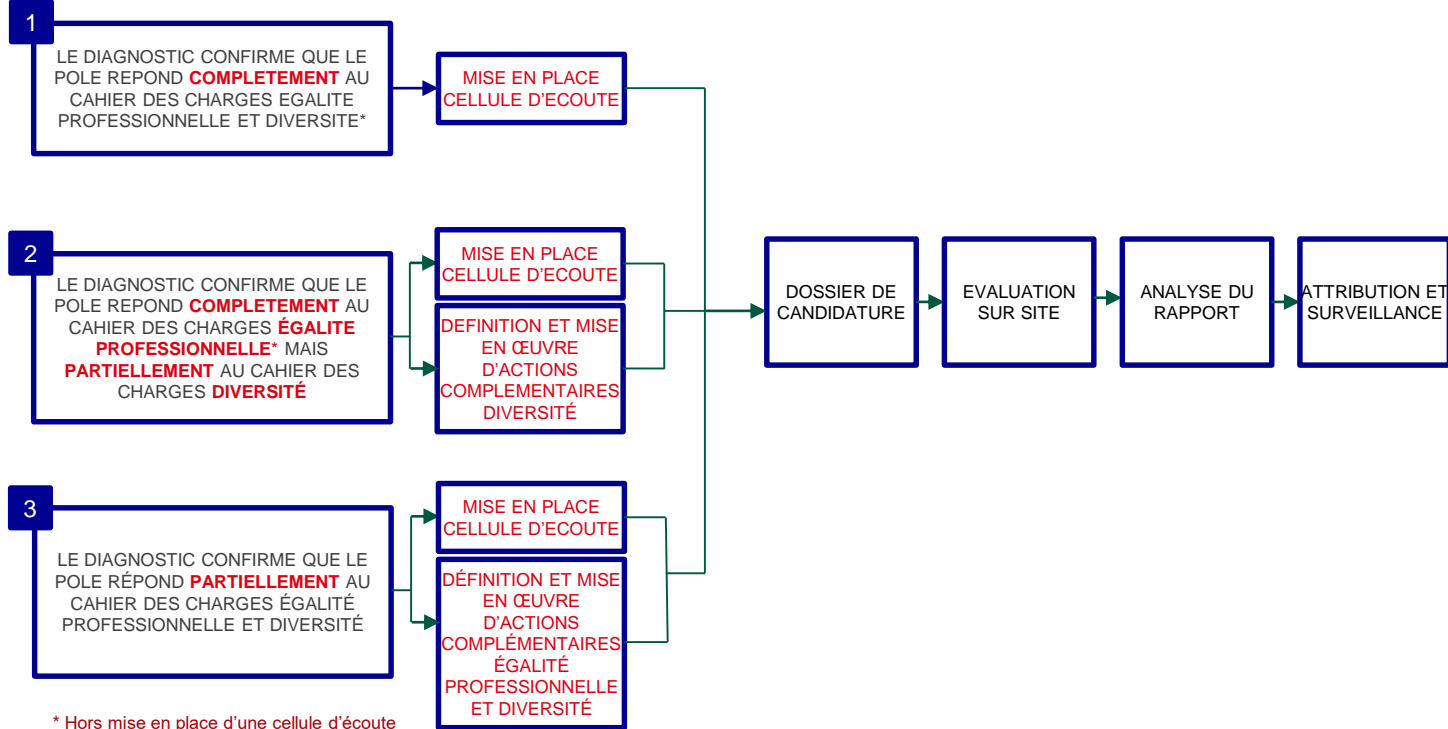 1
LE DIAGNOSTIC CONFIRME QUE LE
POLE REPOND COMPLETEMENT AU
CAHIER DES CHARGES EGALITE
PROFESSIONNELLE ET DIVERSITE*
MISE EN PLACE
CELLULE D'ECOUTE
2
LE DIAGNOSTIC CONFIRME QUE LE
POLE REPOND COMPLETEMENT AU
CAHIER DES CHARGES ÉGALITE
PROFESSIONNELLE* MAIS
PARTIELLEMENT AU CAHIER DES
CHARGES DIVERSITÉ
MISE EN PLACE
CELLULE D'ECOUTE
DEFINITION ET MISE
EN ŒUVRE
D'ACTIONS
COMPLEMENTAIRES
DIVERSITÉ
DOSSIER DE
CANDIDATURE
EVALUATION
SUR SITE
ANALYSE DU
RAPPORT
ATTRIBUTION ET
SURVEILLANCE
3
LE DIAGNOSTIC CONFIRME QUE LE
POLE RÉPOND PARTIELLEMENT AU
CAHIER DES CHARGES ÉGALITÉ
PROFESSIONNELLE ET DIVERSITÉ
MISE EN PLACE
CELLULE D'ECOUTE
DÉFINITION ET MISE
EN ŒUVRE
D'ACTIONS
COMPLÉMENTAIRES
ÉGALITÉ
PROFESSIONNELLE
ET DIVERSITÉ
* Hors mise en place d'une cellule d'écoute